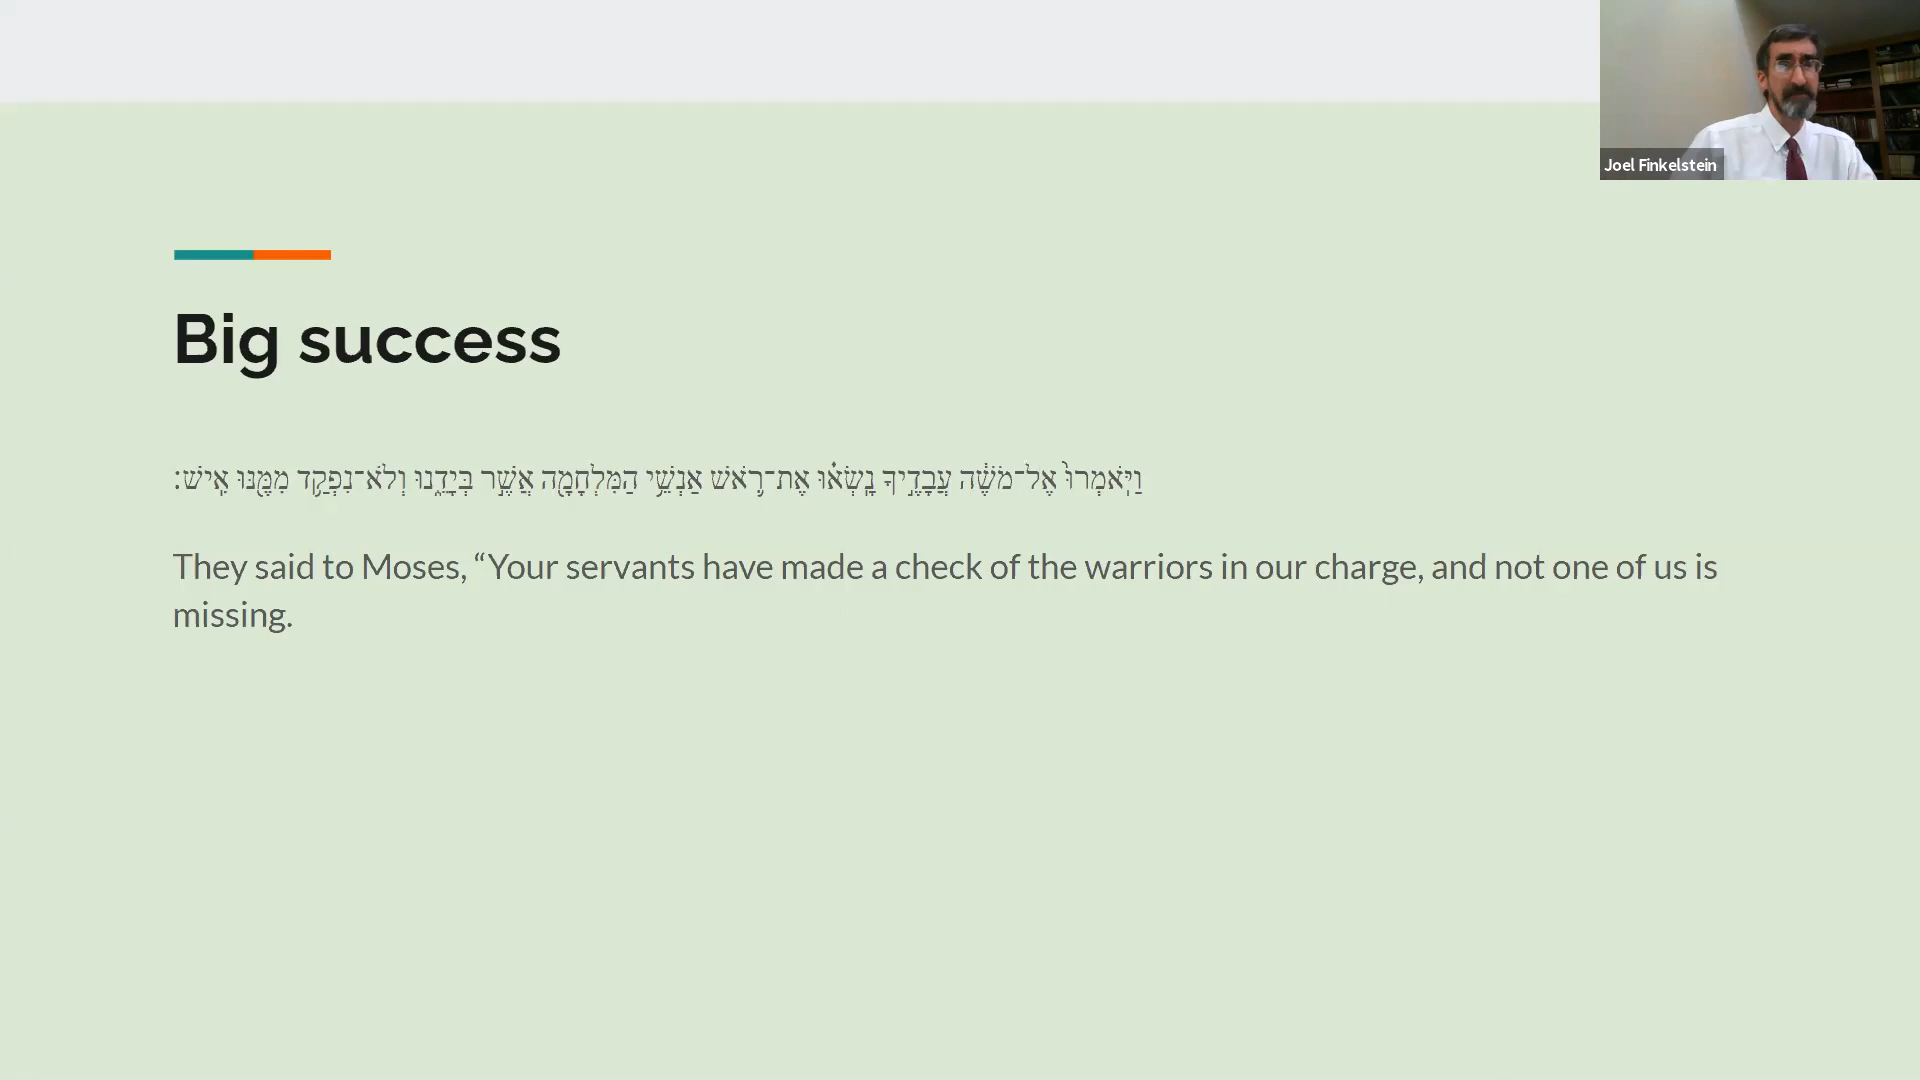 Joel Finkelstein
Big success
וַיֹּֽאמְרוּ֙ אֶל־מֹשֶׁ֔ה עֲבָדֶ֣יךָ נָֽשְׂא֗וּ אֶת־רֹ֛אשׁ אַנְשֵׁ֥י הַמִּלְחָמָ֖ה אֲשֶׁ֣ר בְּיָדֵ֑נוּ וְלֹא־נִפְקַ֥ד מִמֶּ֖נּוּ אִֽישׁ׃
They said to Moses, “Your servants have made a check of the warriors in our charge, and not one of us is
missing.